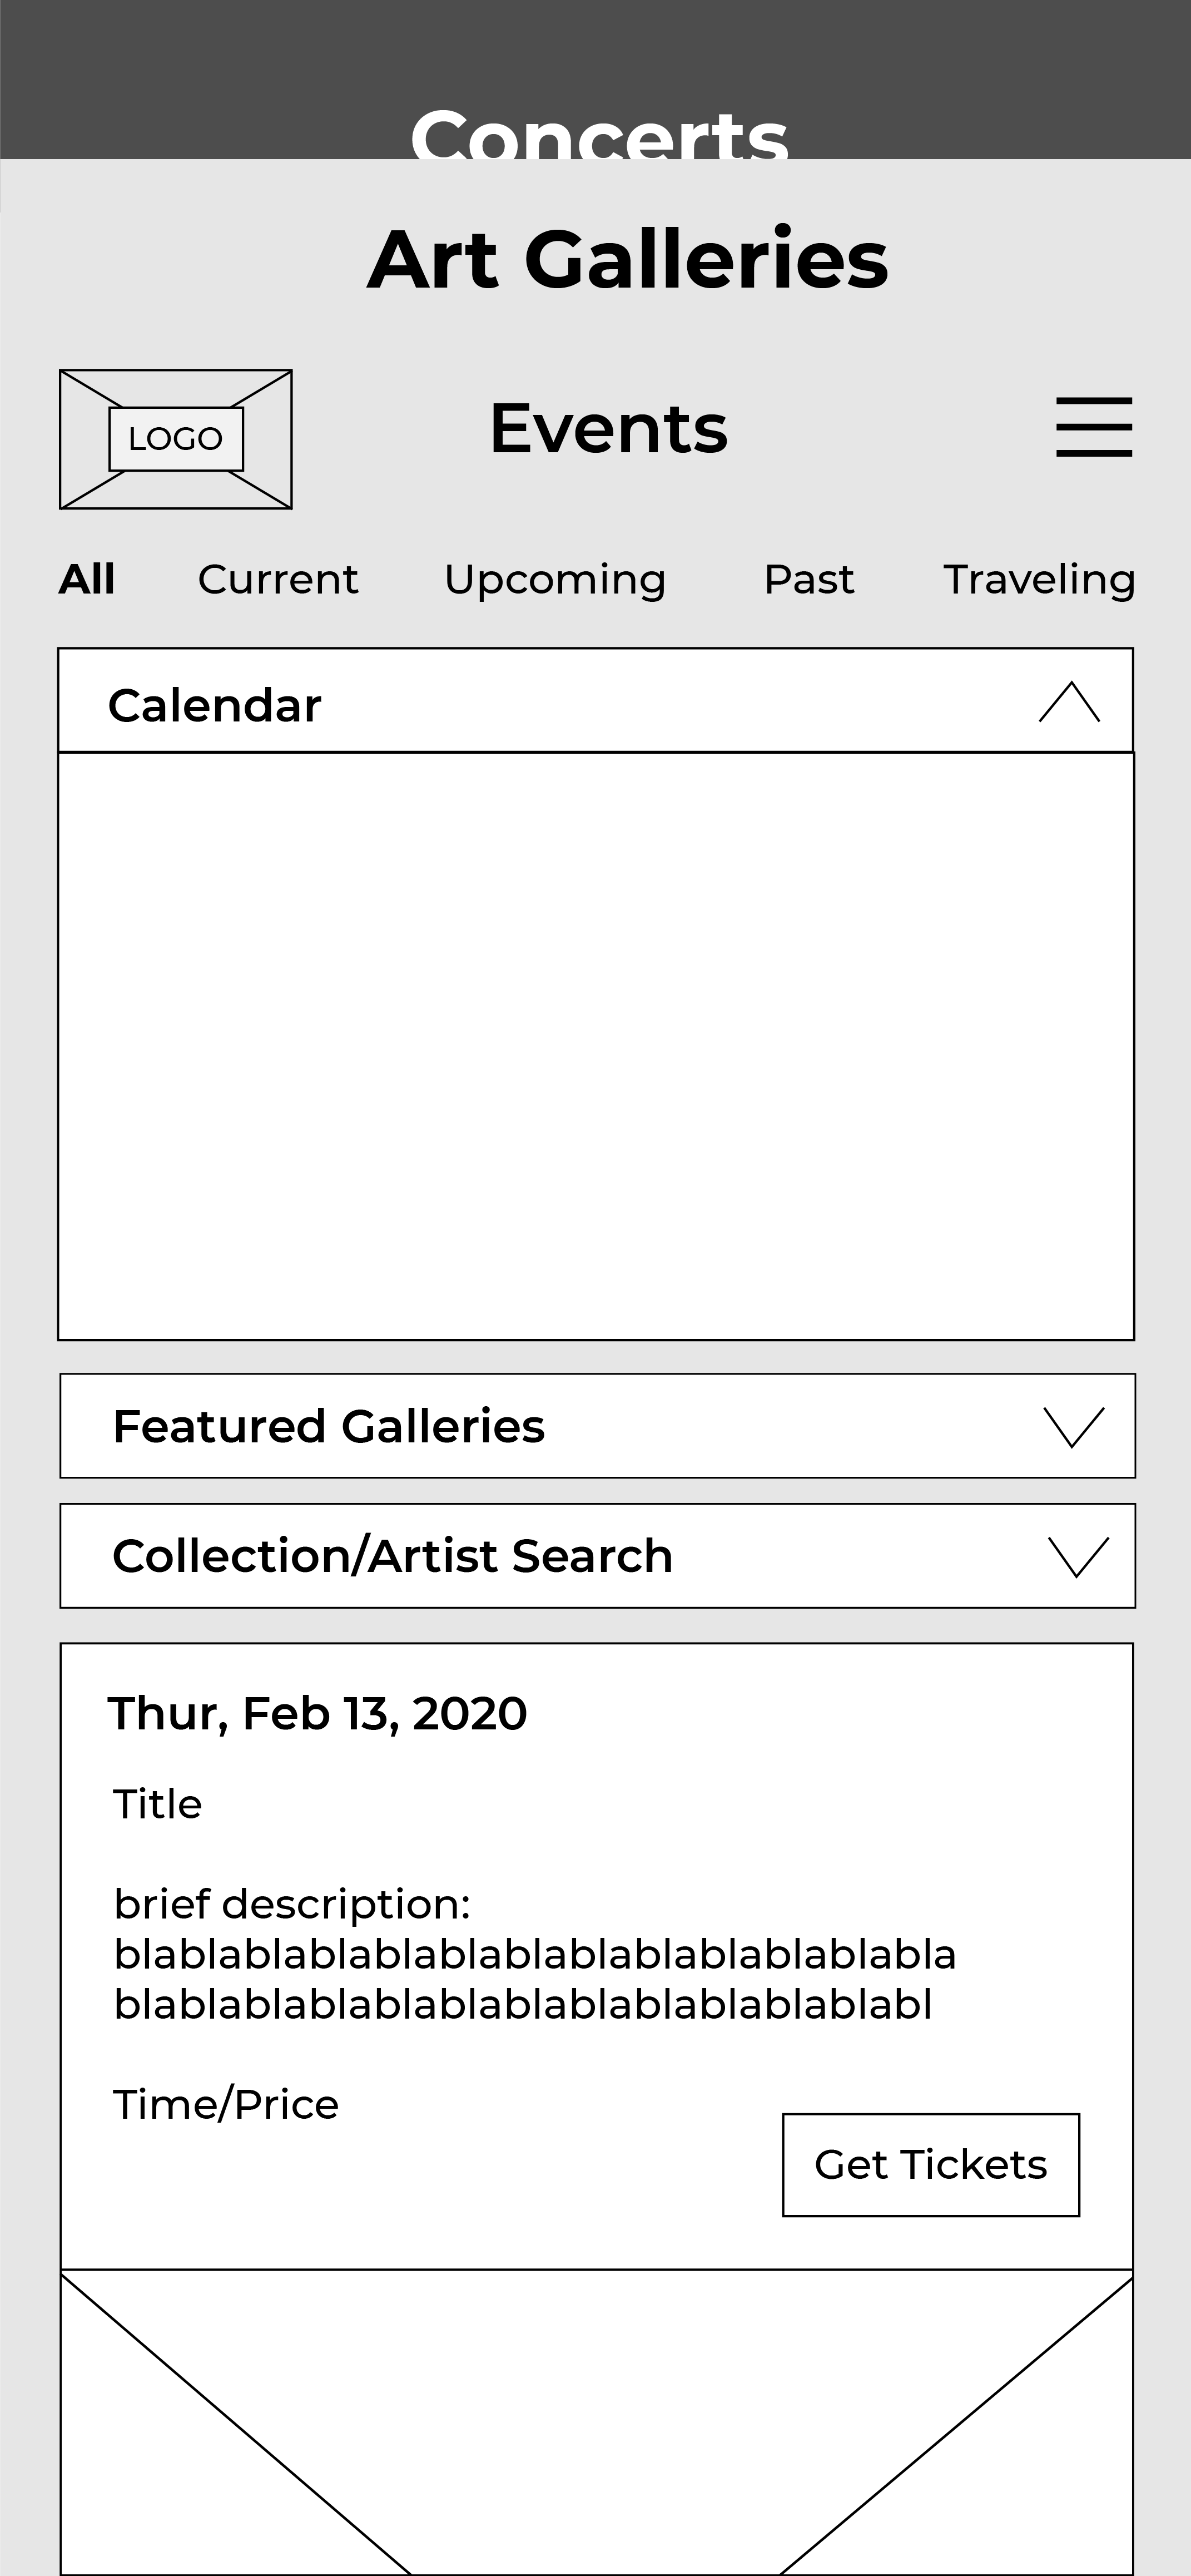 Concerts
Art Galleries
LOGO
Events
All Current Upcoming Past Traveling
Calendar
Featured Galleries
Collection/Artist Search
Thur, Feb 13, 2020
Title
brief description:
blablablablablablablablablablablablabla
blablablablablablablablablablablablabl
Time/Price
Get Tickets